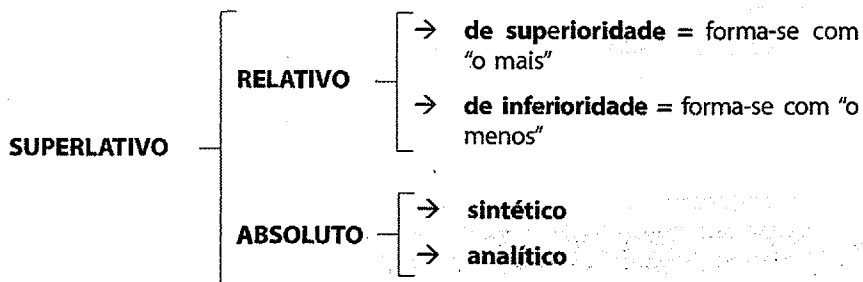 → de superioridade = forma-se com
"o mais"
RELATIVO
→ de inferioridade = forma-se com "o
menos"
SUPERLATIVO
→ sintético
ABSOLUTO
→ analítico